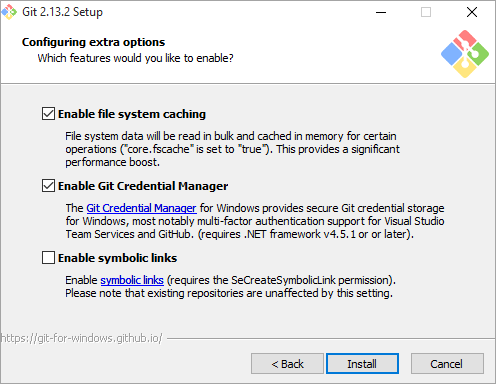 Git 2.13.2 Setup
Configuring extra options
Which features would you like to enable?
Enable file system caching
File system data will be read in bulk and cached in memory for certain
operations ("core.fscache" is set to "true"). This provides a significant
performance boost.
Enable Git Credential Manager
The Git Credential Manager for Windows provides secure Git credential storage
for Windows, most notably multi-factor authentication support for Visual Studio
Team Services and GitHub. (requires .NET framework v4.5.1 or or later).
Enable symbolic links
Enable symbolic links (requires the SeCreateSymbolicLink permission).
Please note that existing repositories are unaffected by this setting.
https://git-for-windows.github.io/
< Back
Install
Cancel